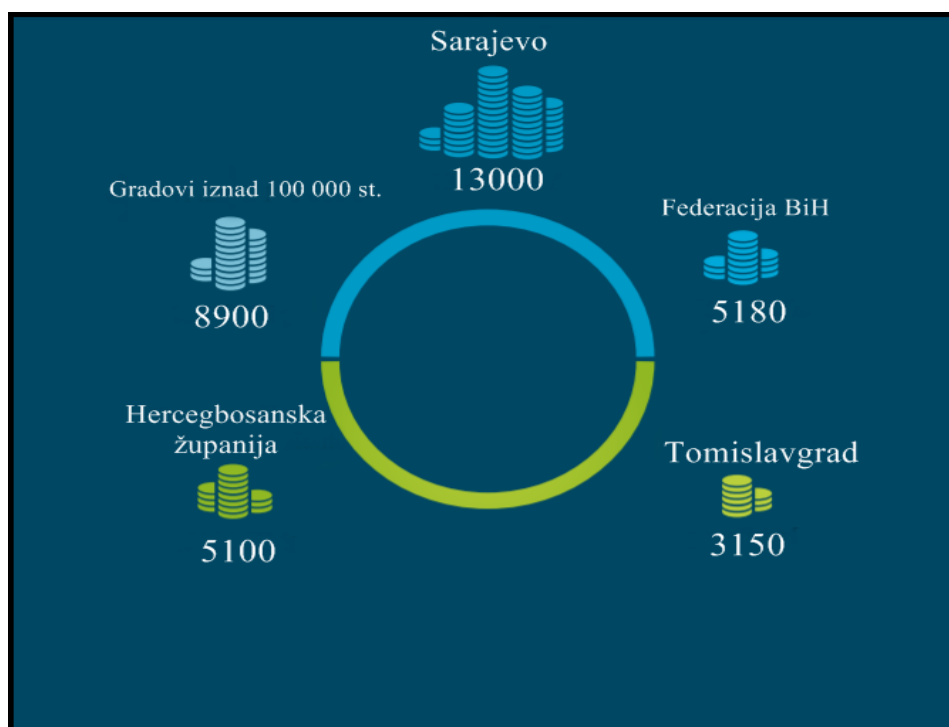 Sarajevo
13000
Gradovi iznad 100 000 st.
8900
Federacija BiH
5180
Hercegbosanska
županija
5100
Tomislavgrad
3150